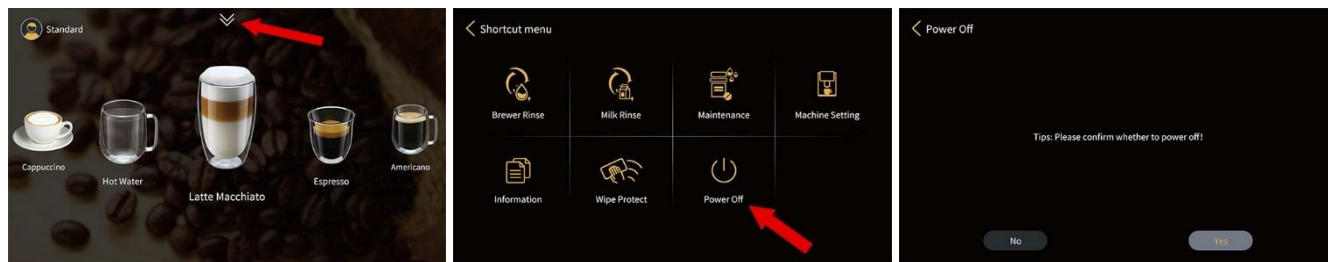 Standard
Cappuccino
Hot Water
Latte Macchiato
Espresso
Americano
Shortcut menu
Brewer Rinse
Milk Rinse
Maintenance
Machine Setting
Information
Wipe Protect
Power Off
Power Off
Tips: Please confirm whether to power off!
No
Yes